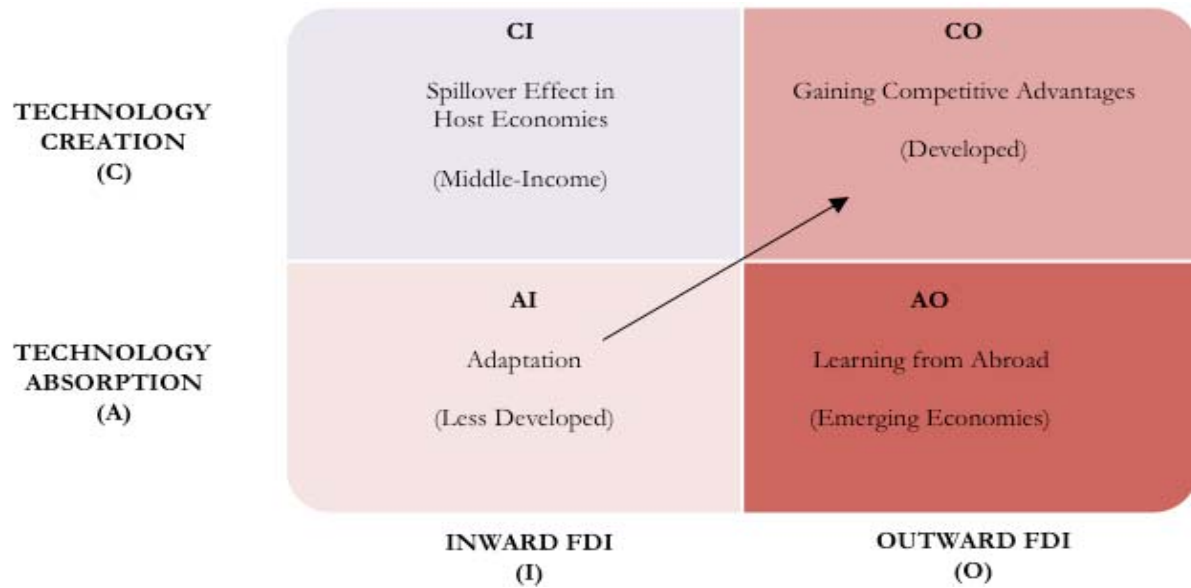 TECHNOLOGY
CREATION
(C)
CI
Spillover Effect in
Host Economies
(Middle-Income)
CO
Gaining Competitive Advantages
(Developed)
TECHNOLOGY
ABSORPTION
(A)
AI
Adaptation
(Less Developed)
AO
Learning from Abroad
(Emerging Economies)
INWARD FDI
(I)
OUTWARD FDI
(O)